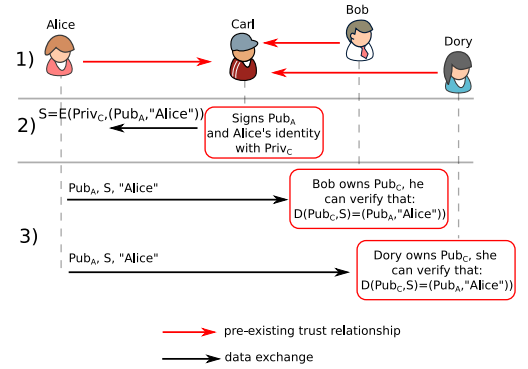 Alice
Carl
Bob
Dory
1)
2)
S=E(Priv_C,(Pub_A,"Alice"))
Signs Pub_A
and Alice's identity
with Priv_C
3)
Pub_A, S, "Alice"
Bob owns Pub_C, he
can verify that:
D(Pub_C,S)=(Pub_A,"Alice"))
Pub_A, S, "Alice"
Dory owns Pub_C, she
can verify that:
D(Pub_C,S)=(Pub_A,"Alice"))
pre-existing trust relationship
data exchange